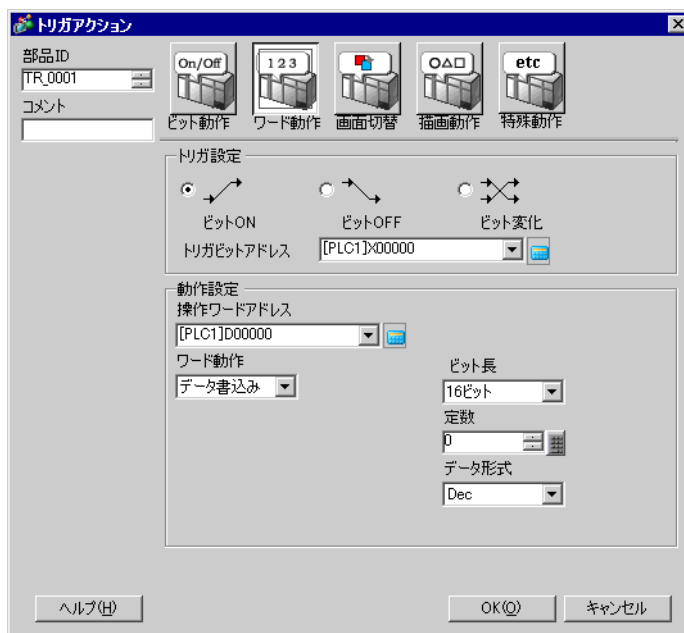 トリガアクション
部品ID
TR_0001
コメント
On/Off
ビット動作
1 2 3
ワード動作
画面切替
○△□
描画動作
etc
特殊動作
トリガ設定
ビットON
ビットOFF
ビット変化
トリガビットアドレス
[PLC1]X00000
動作設定
操作ワードアドレス
[PLC1]D00000
ワード動作
データ書込み
ビット長
16ビット
定数
0
データ形式
Dec
ヘルプ(H)
OK(O)
キャンセル